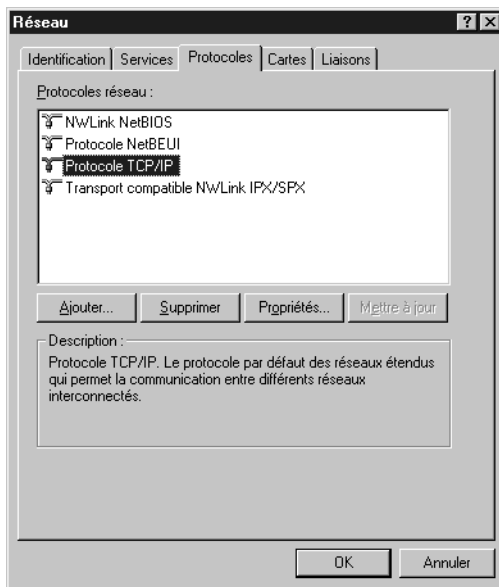 Réseau
Identification Services Protocoles Cartes Liaisons
Protocoles réseau :
NWLink NetBIOS
Protocole NetBEUI
Protocole TCP/IP
Transport compatible NWLink IPX/SPX
Ajouter... Supprimer Propriétés... Mettre à jour
Description :
Protocole TCP/IP. Le protocole par défaut des réseaux étendus
qui permet la communication entre différents réseaux
interconnectés.
OK Annuler